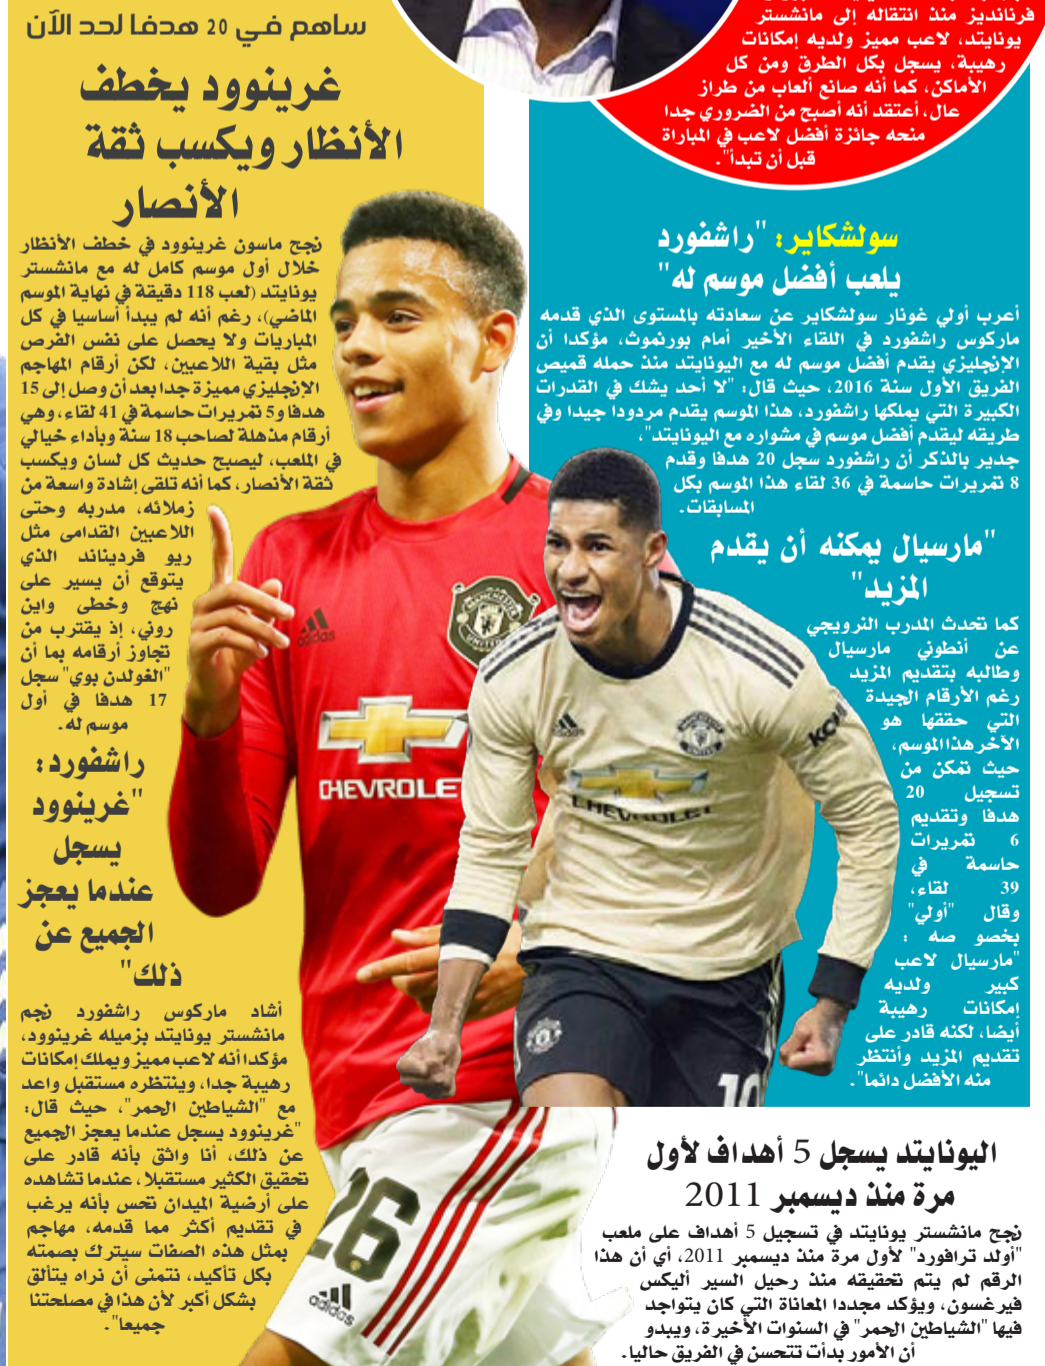 فرنانديز منذ انتقاله إلى مانشستر
يونايتد، لاعب مميز ولديه إمكانات
رهيبة، يسجل بكل الطرق ومن كل
الأماكن، كما أنه صانع ألعاب من طراز
عال، أعتقد أنه أصبح من الضروري جدا
منحه جائزة أفضل لاعب في المباراة
قبل أن تبدأ".
سولشكاير: "راشفورد
يلعب أفضل موسم له"
أعرب أولي غونار سولشكاير عن سعادته بالمستوى الذي قدمه
ماركوس راشفورد في اللقاء الأخير أمام بورنموث، مؤكدا أن
الإنجليزي يقدم أفضل موسم له مع اليونايتد منذ حمله قميص
الفريق الأول سنة 2016، حيث قال: "لا أحد يشك في القدرات
الكبيرة التي يملكها راشفورد، هذا الموسم يقدم مردودا جيدا وفي
طريقه ليقدم أفضل موسم في مشواره مع اليونايتد"،
جدير بالذكر أن راشفورد سجل 20 هدفا وقدم
8 تمريرات حاسمة في 36 لقاء هذا الموسم بكل
المسابقات.
"مارسيال يمكنه أن يقدم
المزيد"
كما تحدث المدرب النرويجي
عن أنطوني مارسيال
وطالبه بتقديم المزيد
رغم الأرقام الجيدة
التي حققها هو
الآخر هذا الموسم،
حيث تمكن من
تسجيل 20
هدفا وتقديم
6 تمريرات
حاسمة في
39 لقاء،
وقال "أولي"
بخصو صه :
"مارسيال لاعب
كبير ولديه
إمكانات رهيبة
أيضا، لكنه قادر على
تقديم المزيد وأنتظر
منه الأفضل دائما".
اليونايتد يسجل 5 أهداف لأول
مرة منذ ديسمبر 2011
نجح مانشستر يونايتد في تسجيل 5 أهداف على ملعب
"أولد ترافورد" لأول مرة منذ ديسمبر 2011، أي أن هذا
الرقم لم يتم تحقيقه منذ رحيل السير أليكس
فيرغسون، ويؤكد مجددا المعاناة التي كان يتواجد
فيها "الشياطين الحمر" في السنوات الأخيرة، ويبدو
أن الأمور بدأت تتحسن في الفريق حاليا.
ساهم في 20 هدفا لحد الآن
غرينوود يخطف
الأنظار ويكسب ثقة
الأنصار
نجح ماسون غرينوود في خطف الأنظار
خلال أول موسم كامل له مع مانشستر
يونايتد (لعب 118 دقيقة في نهاية الموسم
الماضي)، رغم أنه لم يبدأ أساسيا في كل
المباريات ولا يحصل على نفس الفرص
مثل بقية اللاعبين، لكن أرقام المهاجم
الإنجليزي مميزة جدا بعد أن وصل إلى 15
هدفا و5 تمريرات حاسمة في 41 لقاء، وهي
أرقام مذهلة لصاحب 18 سنة وبأداء خيالي
في الملعب، ليصبح حديث كل لسان ويكسب
ثقة الأنصار، كما أنه تلقى إشادة واسعة من
زملائه، مدربه وحتى
اللاعبين القدامى مثل
ريو فرديناند الذي
يتوقع أن يسير على
نهج وخطى واين
روني، إذ يقترب من
تجاوز أرقامه بما أن
"الغولدن بوي" سجل
17 هدفا في أول
موسم له.
راشفورد:
"غرينوود
يسجل
عندما يعجز
الجميع عن
ذلك"
أشاد ماركوس راشفورد نجم
مانشستر يونايتد بزميله غرينوود،
مؤكدا أنه لاعب مميز ويملك إمكانات
رهيبة جدا، وينتظره مستقبل واعد
مع "الشياطين الحمر"، حيث قال:
"غرينوود يسجل عندما يعجز الجميع
عن ذلك، أنا واثق بأنه قادر على
تحقيق الكثير مستقبلا، عندما تشاهده
على أرضية الميدان تحس بأنه يرغب
في تقديم أكثر مما قدمه، مهاجم
بمثل هذه الصفات سيترك بصمته
بكل تأكيد، نتمنى أن نراه يتألق
بشكل أكبر لأن هذا في مصلحتنا
جميعا".
adidas
MANCHESTER
UNITED
CHEVROLE
CHEVROLET
KOH
10
26
adidas